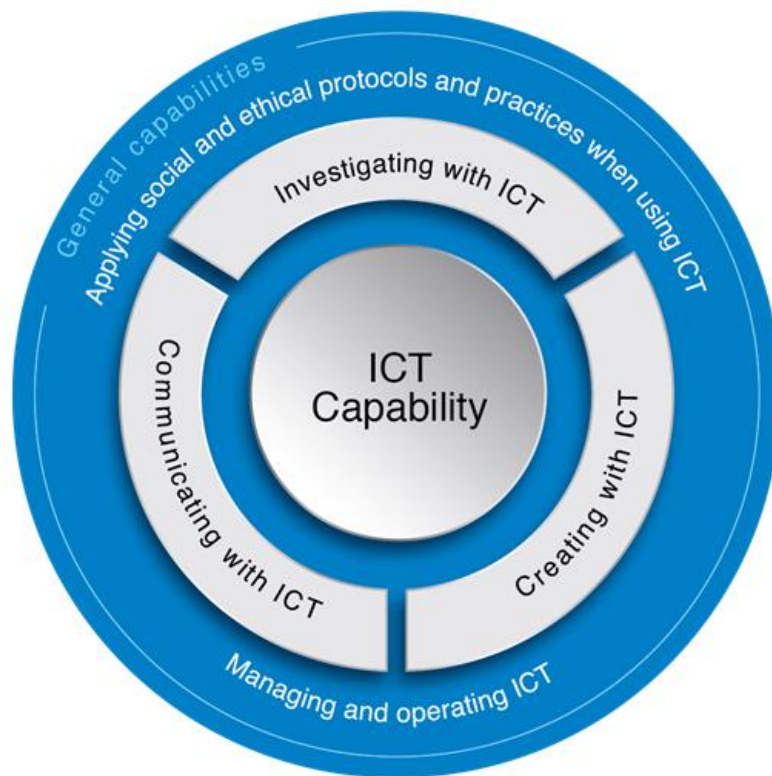 General capabilities
Applying social and ethical protocols and practices when using ICT
Investigating with ICT
ICT
Capability
Communicating with ICT
Creating with ICT
Managing and operating ICT